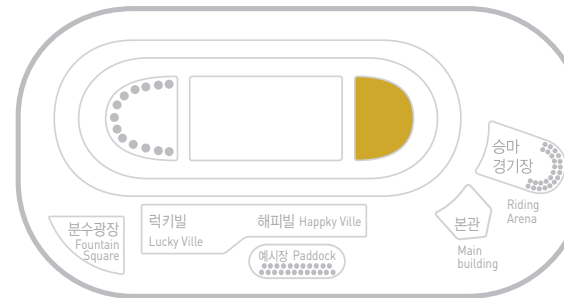 승마
경기장
Riding
Arena
럭키빌
Lucky Ville
해피빌 Happky Ville
분수광장
Fountain
Square
본관
Main
building
예시장 Paddock